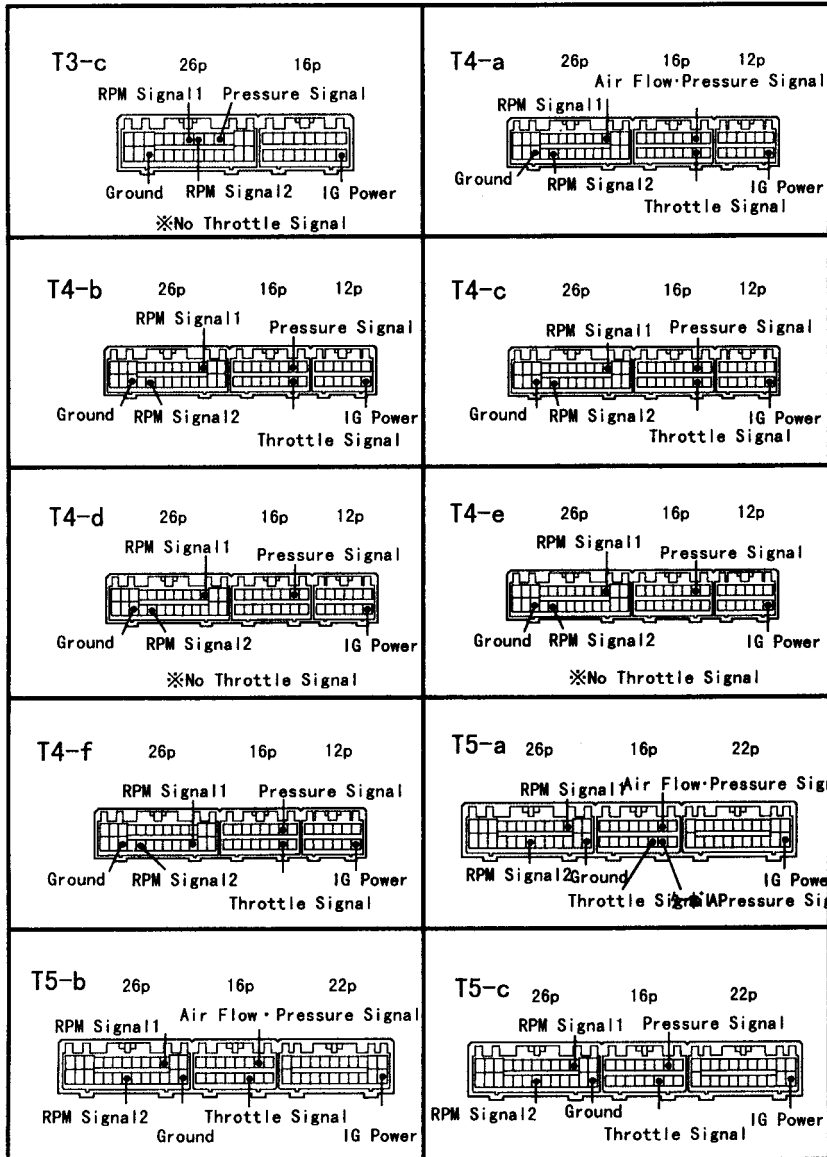 T3-c
26p 16p
RPM Signal1 Pressure Signal
Ground RPM Signal2 IG Power
※No Throttle Signal
T4-a
26p 16p 12p
Air Flow·Pressure Signal
RPM Signal1
Ground RPM Signal2 IG Power
Throttle Signal
T4-b
26p 16p 12p
RPM Signal1 Pressure Signal
Ground RPM Signal2 IG Power
Throttle Signal
T4-c
26p 16p 12p
RPM Signal1 Pressure Signal
Ground RPM Signal2 IG Power
Throttle Signal
T4-d
26p 16p 12p
RPM Signal1 Pressure Signal
Ground RPM Signal2 IG Power
※No Throttle Signal
T4-e
26p 16p 12p
RPM Signal1 Pressure Signal
Ground RPM Signal2 IG Power
※No Throttle Signal
T4-f
26p 16p 12p
RPM Signal1 Pressure Signal
Ground RPM Signal2 IG Power
Throttle Signal
T5-a
26p 16p 22p
RPM Signal1 Air Flow·Pressure Sig
RPM Signal2 Ground IG Power
Throttle Pressure Sig
T5-b
26p 16p 22p
Air Flow·Pressure Signal
RPM Signal1
RPM Signal2 Throttle Signal
Ground IG Power
T5-c
26p 16p 22p
RPM Signal1 Pressure Signal
RPM Signal2 Ground IG Power
Throttle Signal